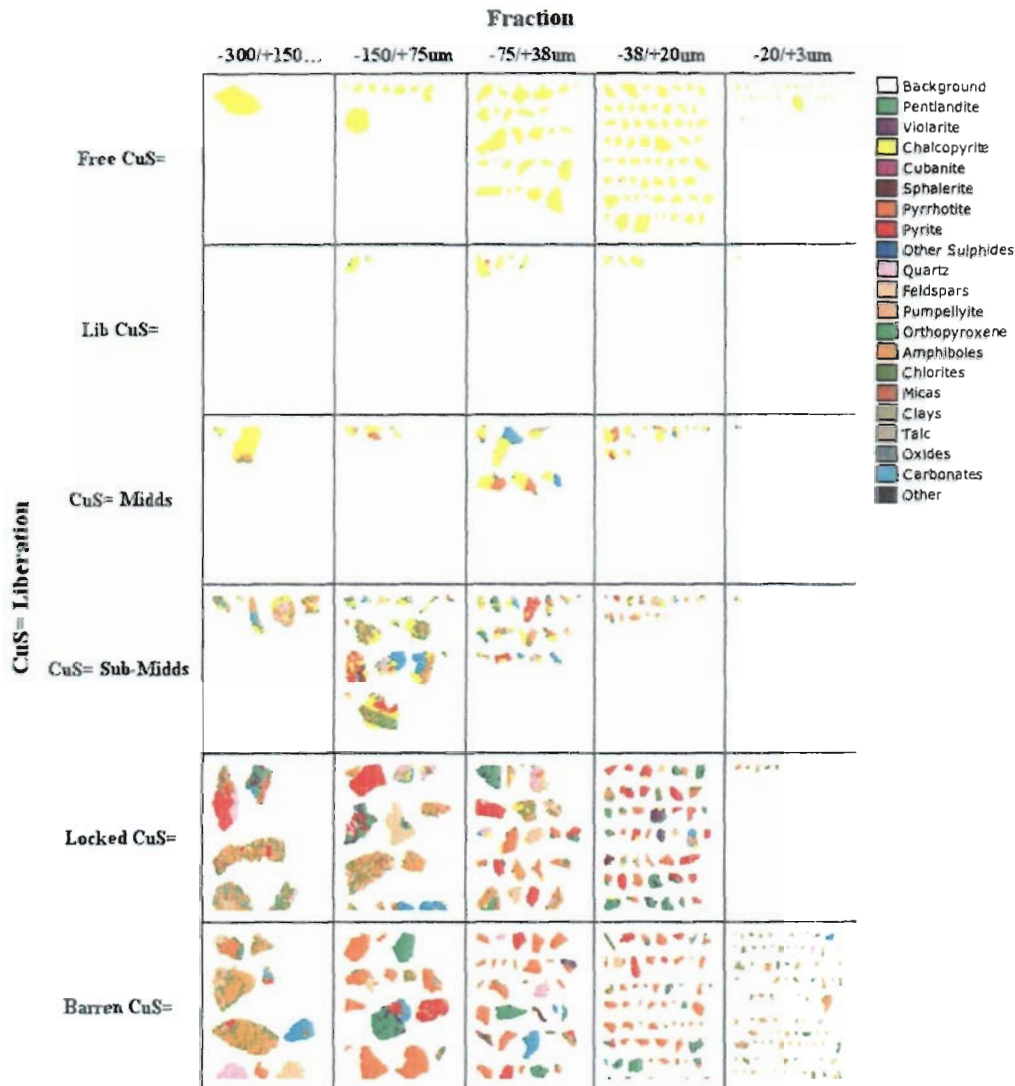 Fraction
-300/+150...
-150/+75um
-75/+38um
-38/+20um
-20/+3um
CuS= Liberation
Free CuS=
Lib CuS=
CuS= Midds
CuS= Sub-Midds
Locked CuS=
Barren CuS=
Background
Pentlandite
Violarite
Chalcopyrite
Cubanite
Sphalerite
Pyrrhotite
Pyrite
Other Sulphides
Quartz
Feldspars
Pumpellyite
Orthopyroxene
Amphiboles
Chlorites
Micas
Clays
Talc
Oxides
Carbonates
Other